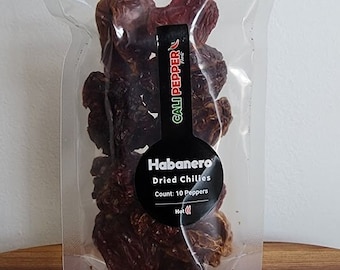 CALI PEPPER
Habanero
Dried Chilies
Count: 10 Peppers
Hot